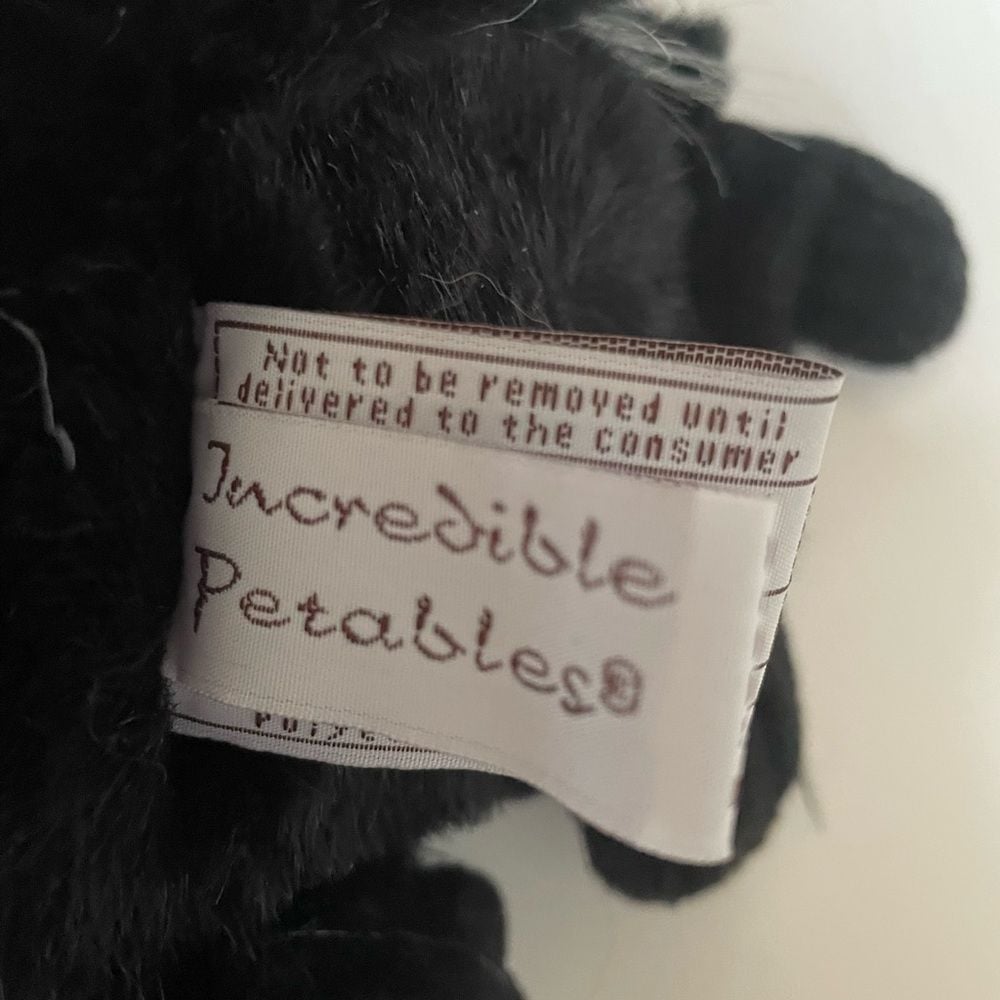 Not to be removed until
delivered to the consumer
Incredible
Petables®